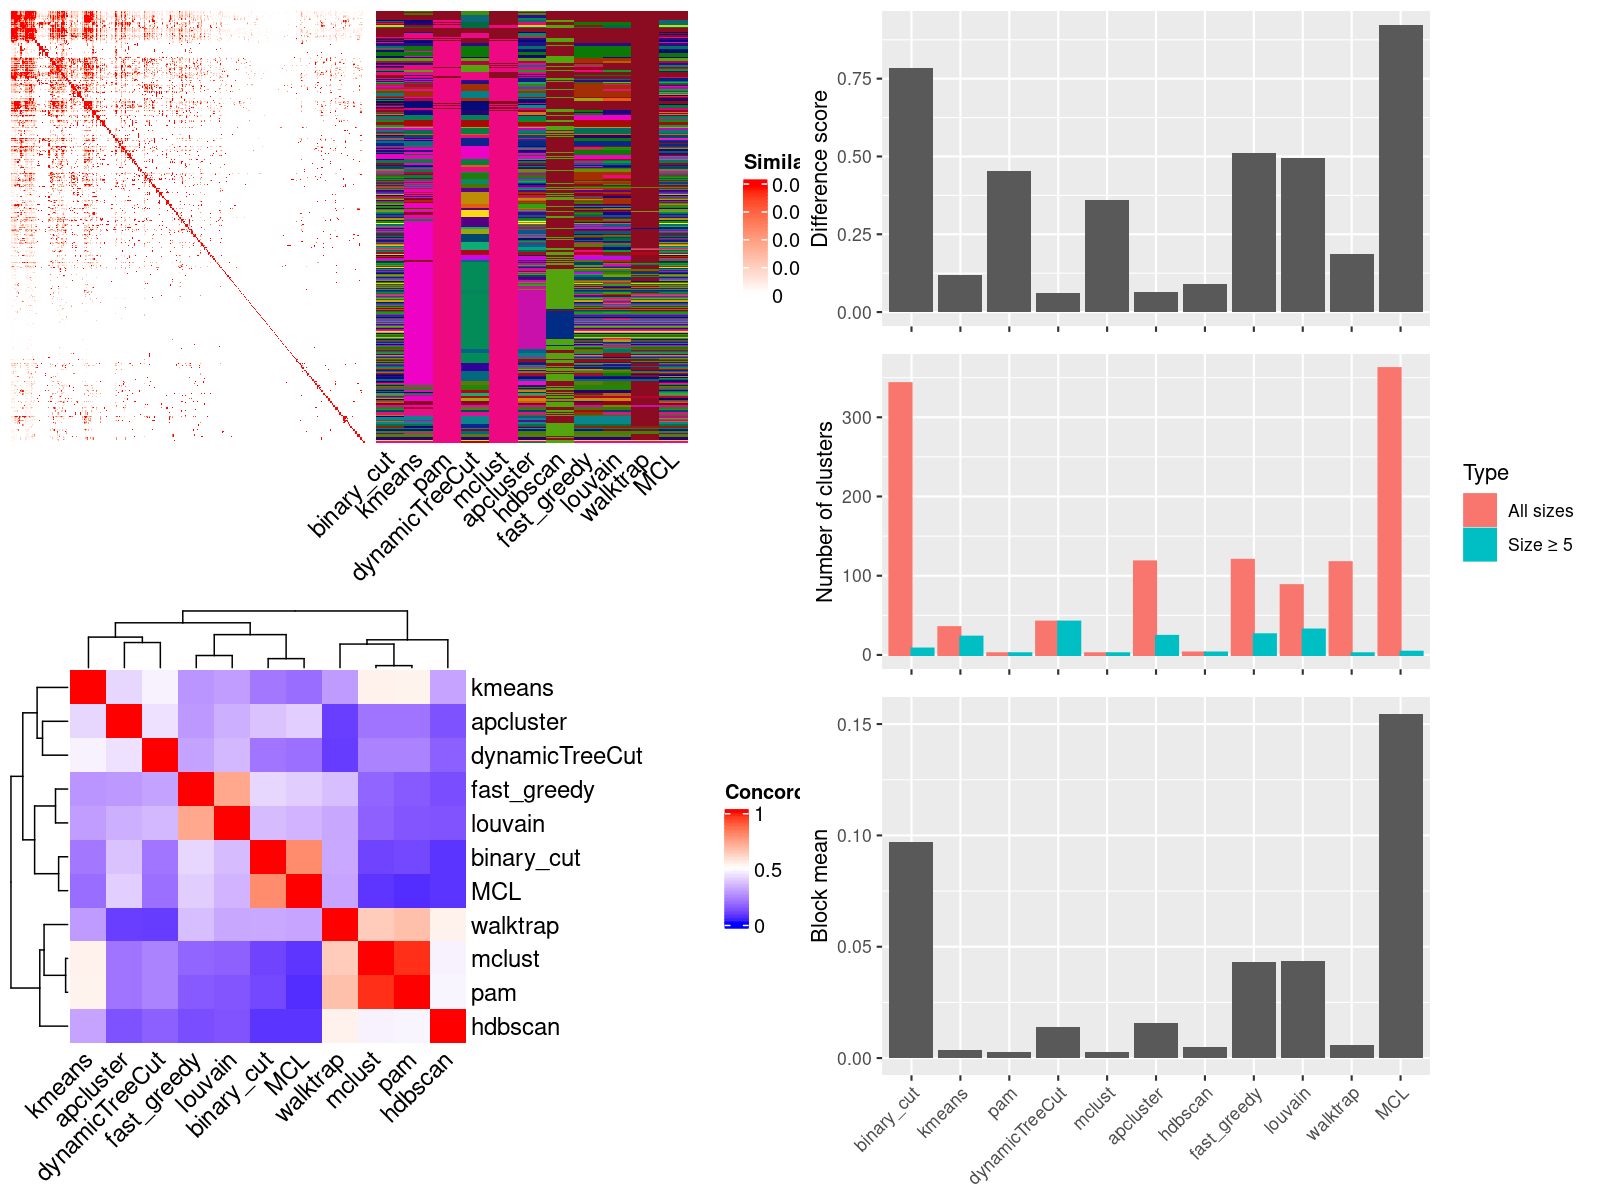 Simila
0.0
0.0
0.0
0.0
0
binary_cut
kmeans
pam
dynamicTreeCut
mclust
apcluster
hdbscan
fast_greedy
louvain
walktrap
MCL
kmeans
apcluster
dynamicTreeCut
fast_greedy
louvain
binary_cut
MCL
walktrap
mclust
pam
hdbscan
kmeans
apcluster
dynamicTreeCut
fast_greedy
louvain
binary_cut
MCL
walktrap
mclust
pam
hdbscan
Concord
1
0.5
0
Difference score
0.75
0.50
0.25
0.00
Number of clusters
300
200
100
0
Type
All sizes
Size ≥ 5
Block mean
0.15
0.10
0.05
0.00
binary_cut
kmeans
pam
dynamicTreeCut
mclust
apcluster
hdbscan
fast_greedy
louvain
walktrap
MCL